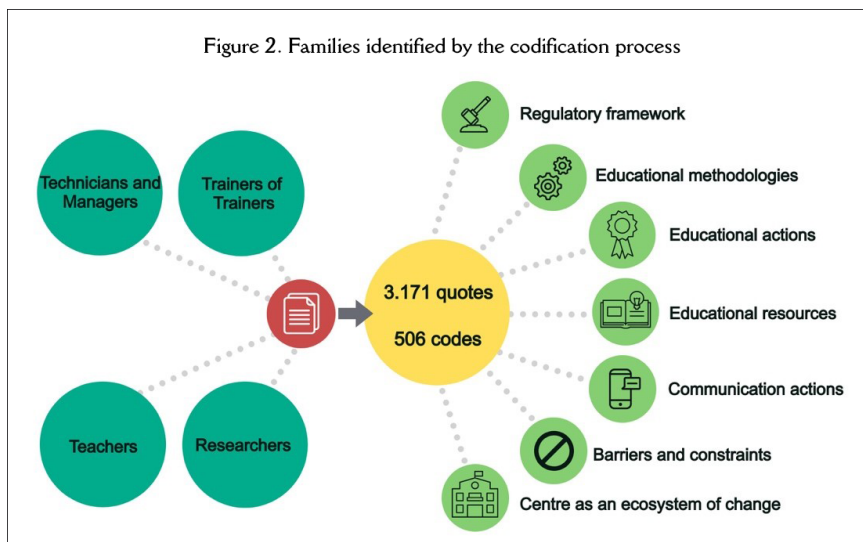 Figure 2. Families identified by the codification process
Technicians and
Managers
Trainers of
Trainers
Teachers
Researchers
3.171 quotes
506 codes
Regulatory framework
Educational methodologies
Educational actions
Educational resources
Communication actions
Barriers and constraints
Centre as an ecosystem of change